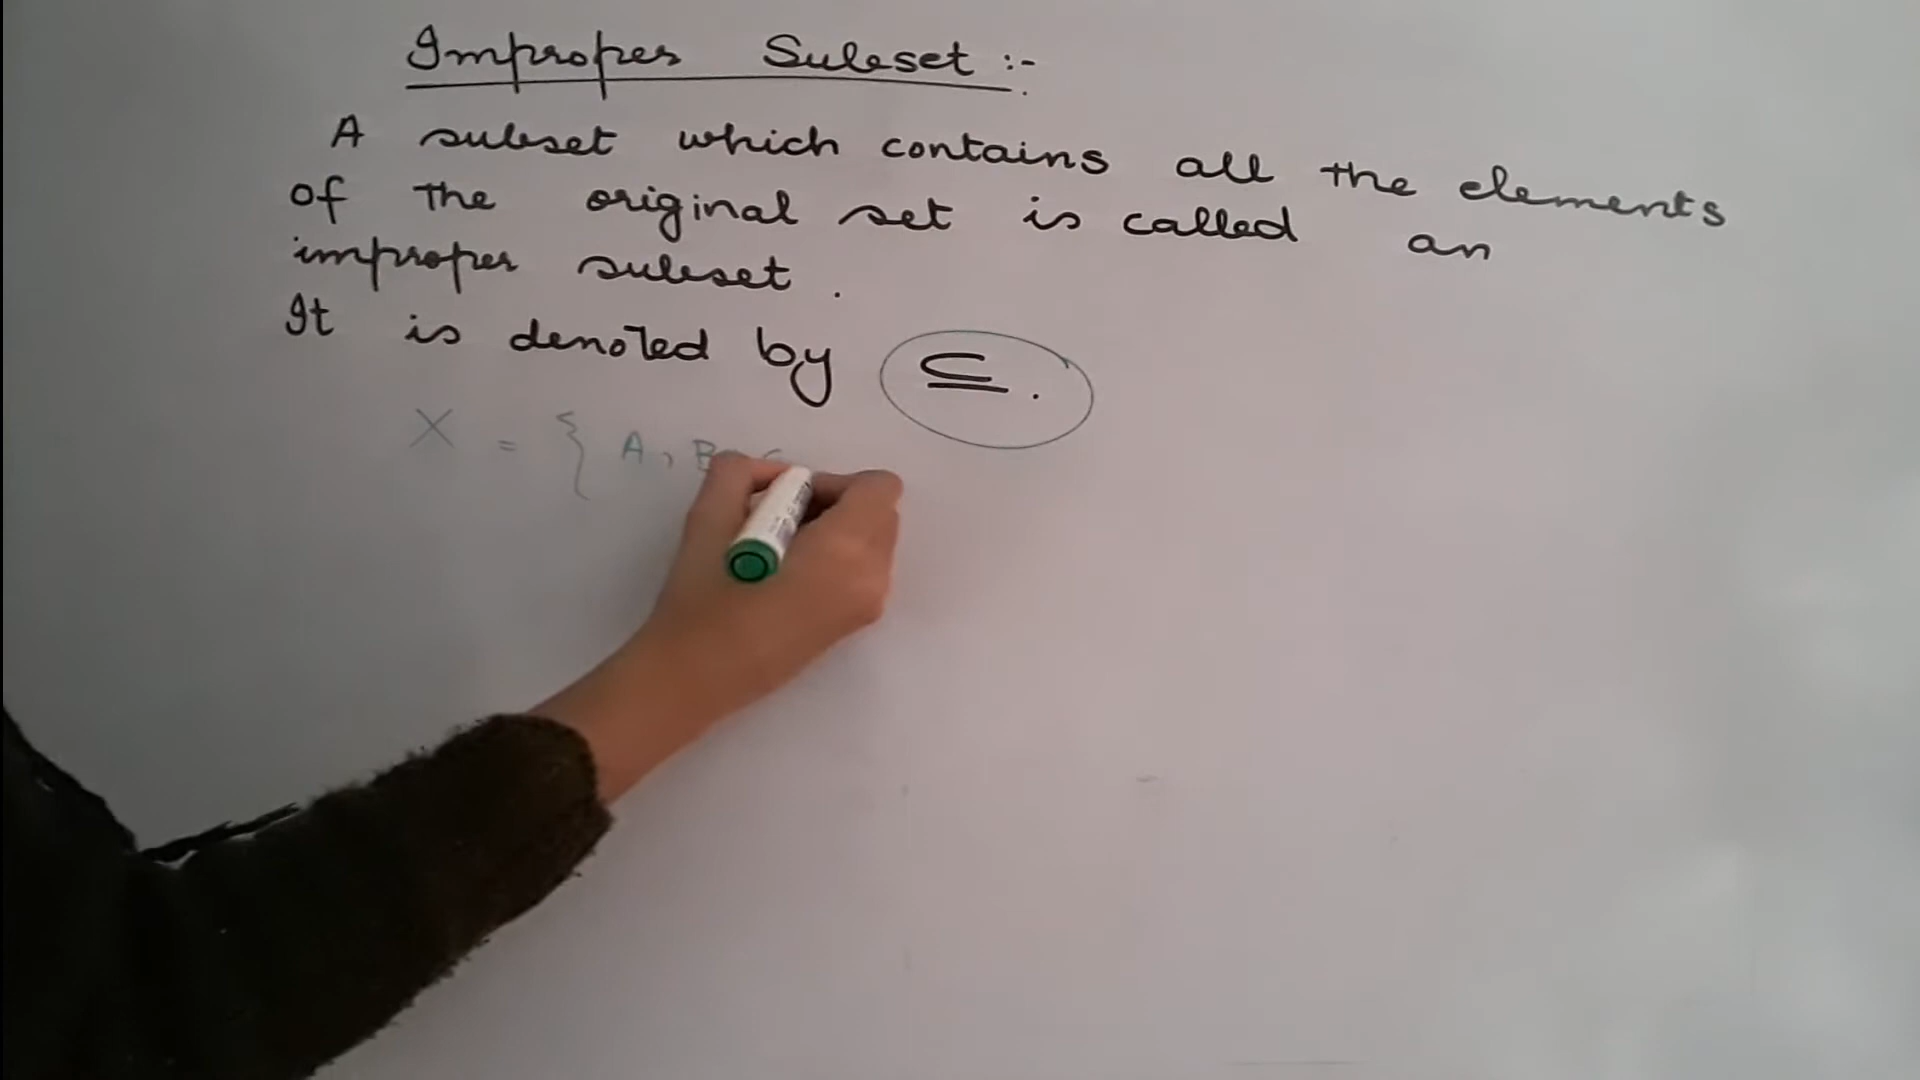 Improper Subset :-
A subset which contains all the elements
of the original set is called an
improper subset .
It is denoted by ⊆ .
X = { A, B